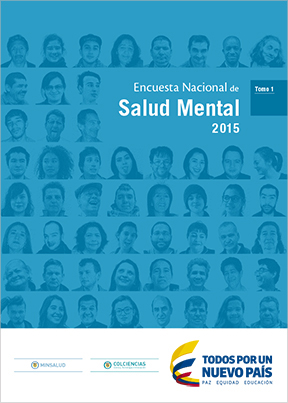 Encuesta Nacional de
Tomo 1
Salud Mental
2015
MINSALUD
COLCIENCIAS
TODOS POR UN
NUEVO PAÍS
PAZ EQUIDAD EDUCACIÓN